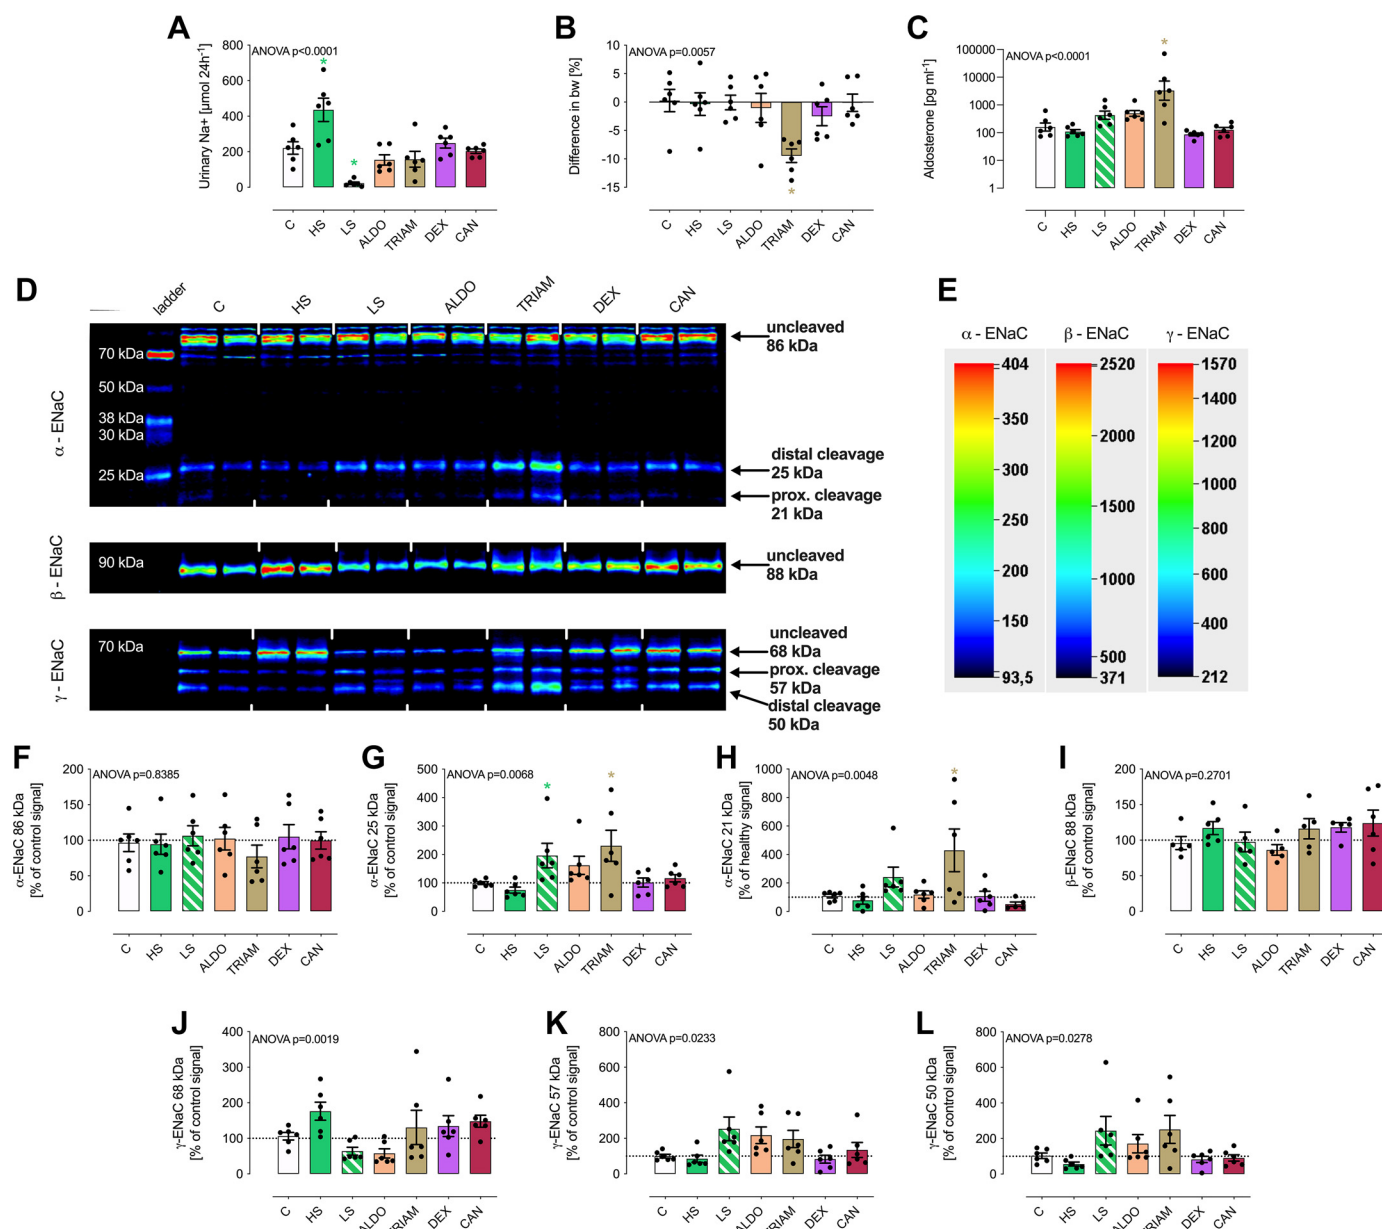 A
B
C
ANOVA p<0.0001
ANOVA p=0.0057
ANOVA p<0.0001
Urinary Na+ [µmol 24h⁻¹]
800
600
400
200
0
*
*
C
HS
LS
ALDO
TRIAM
DEX
CAN
Difference in bw [%]
10
5
0
-5
-10
-15
*
C
HS
LS
ALDO
TRIAM
DEX
CAN
Aldosterone [pg ml⁻¹]
100000
10000
1000
100
10
1
*
C
HS
LS
ALDO
TRIAM
DEX
CAN
D
ladder
C
HS
LS
ALDO
TRIAM
DEX
CAN
α - ENaC
70 kDa
50 kDa
38 kDa
30 kDa
25 kDa
uncleaved
86 kDa
distal cleavage
25 kDa
prox. cleavage
21 kDa
β - ENaC
90 kDa
uncleaved
88 kDa
γ - ENaC
70 kDa
uncleaved
68 kDa
prox. cleavage
57 kDa
distal cleavage
50 kDa
E
α - ENaC
β - ENaC
γ - ENaC
404
350
300
250
200
150
93,5
2520
2000
1500
1000
500
371
1570
1400
1200
1000
800
600
400
212
F
ANOVA p=0.8385
α-ENaC 86 kDa
[% of control signal]
200
150
100
50
0
C
HS
LS
ALDO
TRIAM
DEX
CAN
G
ANOVA p=0.0068
α-ENaC 25 kDa
[% of control signal]
500
400
300
200
100
0
*
*
C
HS
LS
ALDO
TRIAM
DEX
CAN
H
ANOVA p=0.0048
α-ENaC 21 kDa
[% of healthy signal]
1000
800
600
400
200
0
*
C
HS
LS
ALDO
TRIAM
DEX
CAN
I
ANOVA p=0.2701
β-ENaC 88 kDa
[% of control signal]
200
150
100
50
0
C
HS
LS
ALDO
TRIAM
DEX
CAN
J
ANOVA p=0.0019
γ-ENaC 68 kDa
[% of control signal]
400
300
200
100
0
C
HS
LS
ALDO
TRIAM
DEX
CAN
K
ANOVA p=0.0233
γ-ENaC 57 kDa
[% of control signal]
800
600
400
200
0
C
HS
LS
ALDO
TRIAM
DEX
CAN
L
ANOVA p=0.0278
γ-ENaC 50 kDa
[% of control signal]
800
600
400
200
0
C
HS
LS
ALDO
TRIAM
DEX
CAN